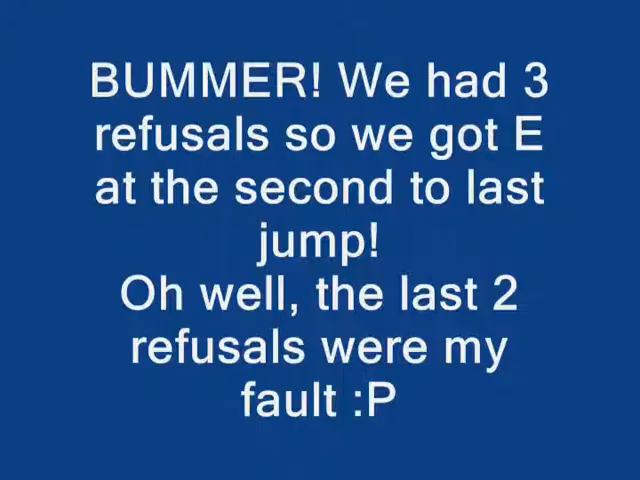 BUMMER! We had 3
refusals so we got E
at the second to last
jump!
Oh well, the last 2
refusals were my
fault :P